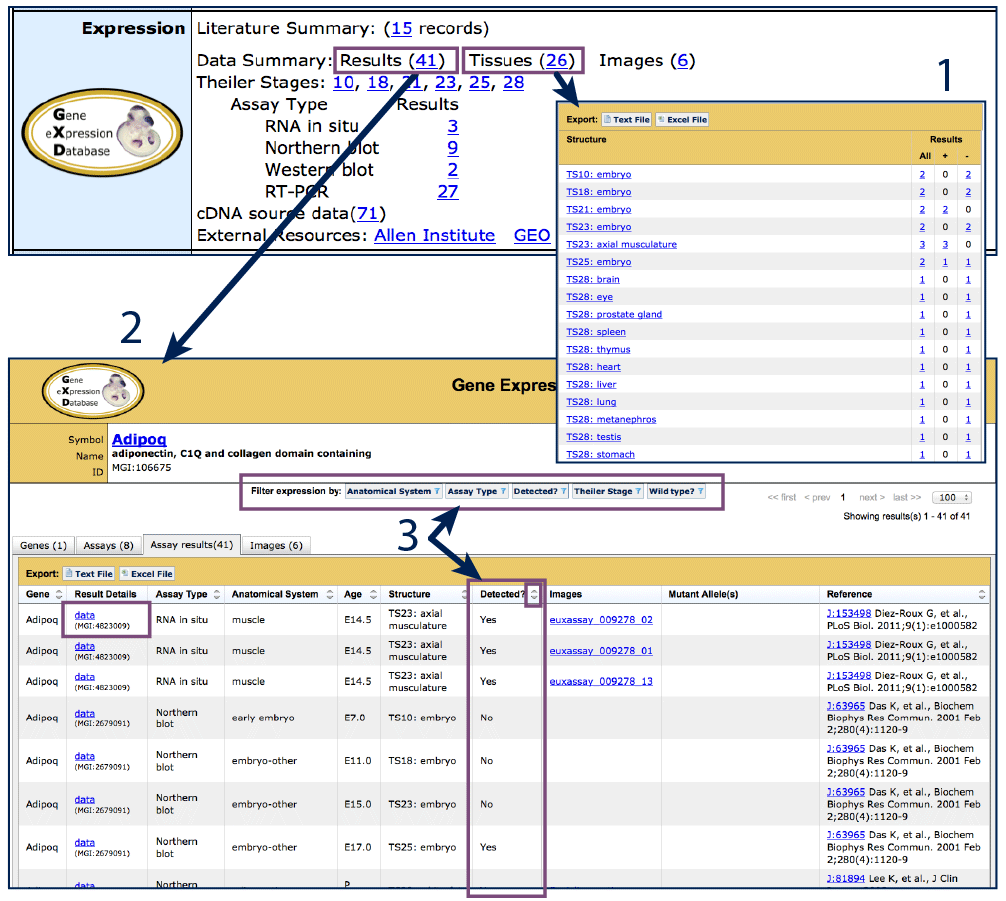 Expression
Literature Summary: (15 records)
Data Summary: Results (41) Tissues (26) Images (6)
Theiler Stages: 10, 18, 21, 23, 25, 28
Assay Type Results
RNA in situ 3
Northern blot 9
Western blot 2
RT-PCR 27
cDNA source data(71)
External Resources: Allen Institute GEO
Gene
eXpression
Database
1
Export: Text File Excel File
Structure Results
All + -
TS10: embryo 2 0 2
TS18: embryo 2 0 2
TS21: embryo 2 2 0
TS23: embryo 2 0 2
TS23: axial musculature 3 3 0
TS25: embryo 2 1 1
TS28: brain 1 0 1
TS28: eye 1 0 1
TS28: prostate gland 1 0 1
TS28: spleen 1 0 1
TS28: thymus 1 0 1
TS28: heart 1 0 1
TS28: liver 1 0 1
TS28: lung 1 0 1
TS28: metanephros 1 0 1
TS28: testis 1 0 1
TS28: stomach 1 0 1
2
Gene
eXpression
Database
Gene Expres
Symbol Adipoq
Name adiponectin, C1Q and collagen domain containing
ID MGI:106675
Filter expression by: Anatomical System Assay Type Detected? Theiler Stage Wild type?
<< first < prev 1 next > last >> 100
Showing results(s) 1 - 41 of 41
3
Genes (1) Assays (8) Assay results(41) Images (6)
Export: Text File Excel File
Gene Result Details Assay Type Anatomical System Age Structure Detected? Images Mutant Allele(s) Reference
Adipoq data (MGI:4823009) RNA in situ muscle E14.5 TS23: axial musculature Yes euxassay_009278_02 J:153498 Diez-Roux G, et al., PLoS Biol. 2011;9(1):e1000582
Adipoq data (MGI:4823009) RNA in situ muscle E14.5 TS23: axial musculature Yes euxassay_009278_01 J:153498 Diez-Roux G, et al., PLoS Biol. 2011;9(1):e1000582
Adipoq data (MGI:4823009) RNA in situ muscle E14.5 TS23: axial musculature Yes euxassay_009278_13 J:153498 Diez-Roux G, et al., PLoS Biol. 2011;9(1):e1000582
Adipoq data (MGI:2679091) Northern blot early embryo E7.0 TS10: embryo No J:63965 Das K, et al., Biochem Biophys Res Commun. 2001 Feb 2;280(4):1120-9
Adipoq data (MGI:2679091) Northern blot embryo-other E11.0 TS18: embryo No J:63965 Das K, et al., Biochem Biophys Res Commun. 2001 Feb 2;280(4):1120-9
Adipoq data (MGI:2679091) Northern blot embryo-other E15.0 TS23: embryo No J:63965 Das K, et al., Biochem Biophys Res Commun. 2001 Feb 2;280(4):1120-9
Adipoq data (MGI:2679091) Northern blot embryo-other E17.0 TS25: embryo Yes J:63965 Das K, et al., Biochem Biophys Res Commun. 2001 Feb 2;280(4):1120-9
Adipoq data Northern P J:81894 Lee K, et al., J Clin